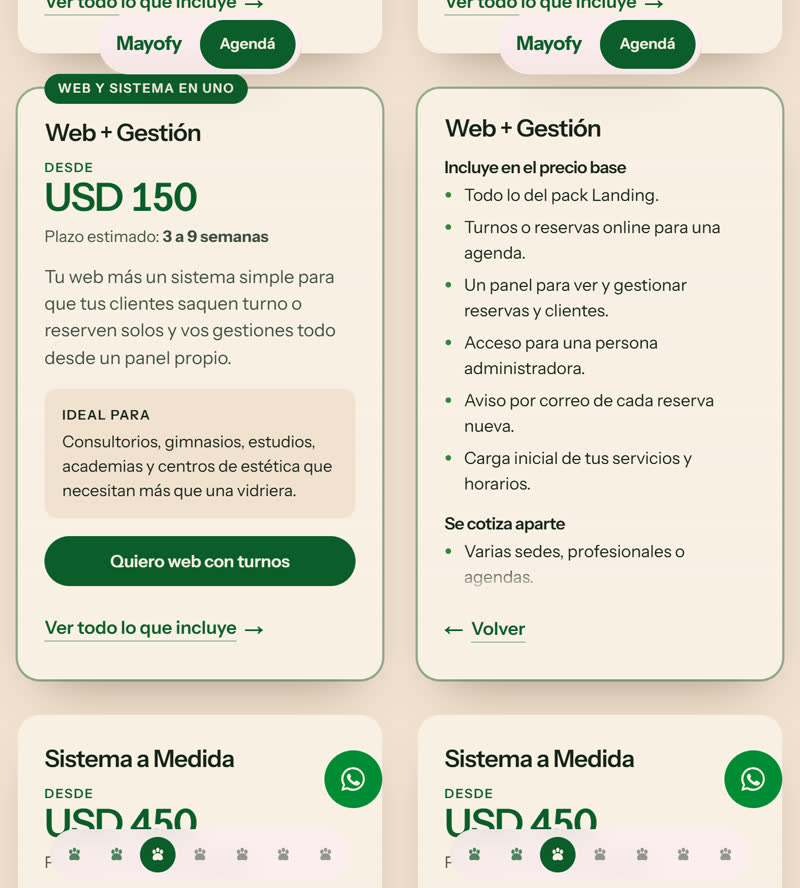 Ver todo lo que incluye →
Mayofy
Agendá
WEB Y SISTEMA EN UNO
Web + Gestión
DESDE
USD 150
Plazo estimado: 3 a 9 semanas
Tu web más un sistema simple para
que tus clientes saquen turno o
reserven solos y vos gestiones todo
desde un panel propio.
IDEAL PARA
Consultorios, gimnasios, estudios,
academias y centros de estética que
necesitan más que una vidriera.
Quiero web con turnos
Ver todo lo que incluye →
Sistema a Medida
DESDE
USD 450
Ver todo lo que incluye →
Mayofy
Agendá
Web + Gestión
Incluye en el precio base
• Todo lo del pack Landing.
• Turnos o reservas online para una
agenda.
• Un panel para ver y gestionar
reservas y clientes.
• Acceso para una persona
administradora.
• Aviso por correo de cada reserva
nueva.
• Carga inicial de tus servicios y
horarios.
Se cotiza aparte
• Varias sedes, profesionales o
agendas.
← Volver
Sistema a Medida
DESDE
USD 450